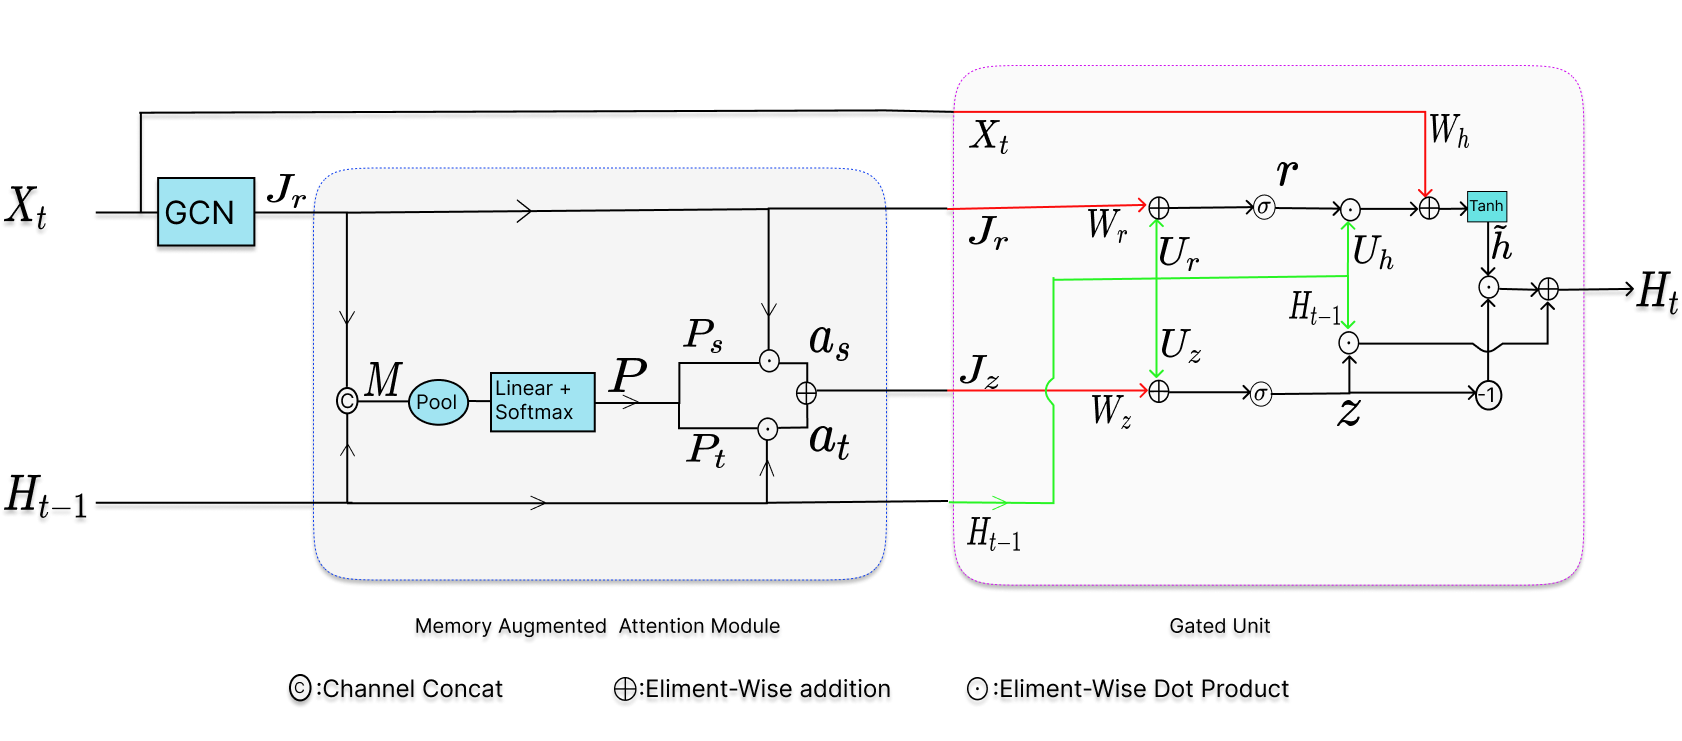 X_t
GCN
J_r
X_t
W_h
J_r
W_r
σ
r
Tanh
h̃
U_r
U_h
H_{t-1}
H_t
U_z
M
C
Pool
Linear +
Softmax
P
P_s
a_s
P_t
a_t
J_z
W_z
σ
z
-1
H_{t-1}
H_{t-1}
Memory Augmented Attention Module
Gated Unit
C :Channel Concat
⊕:Eliment-Wise addition
⊙:Eliment-Wise Dot Product